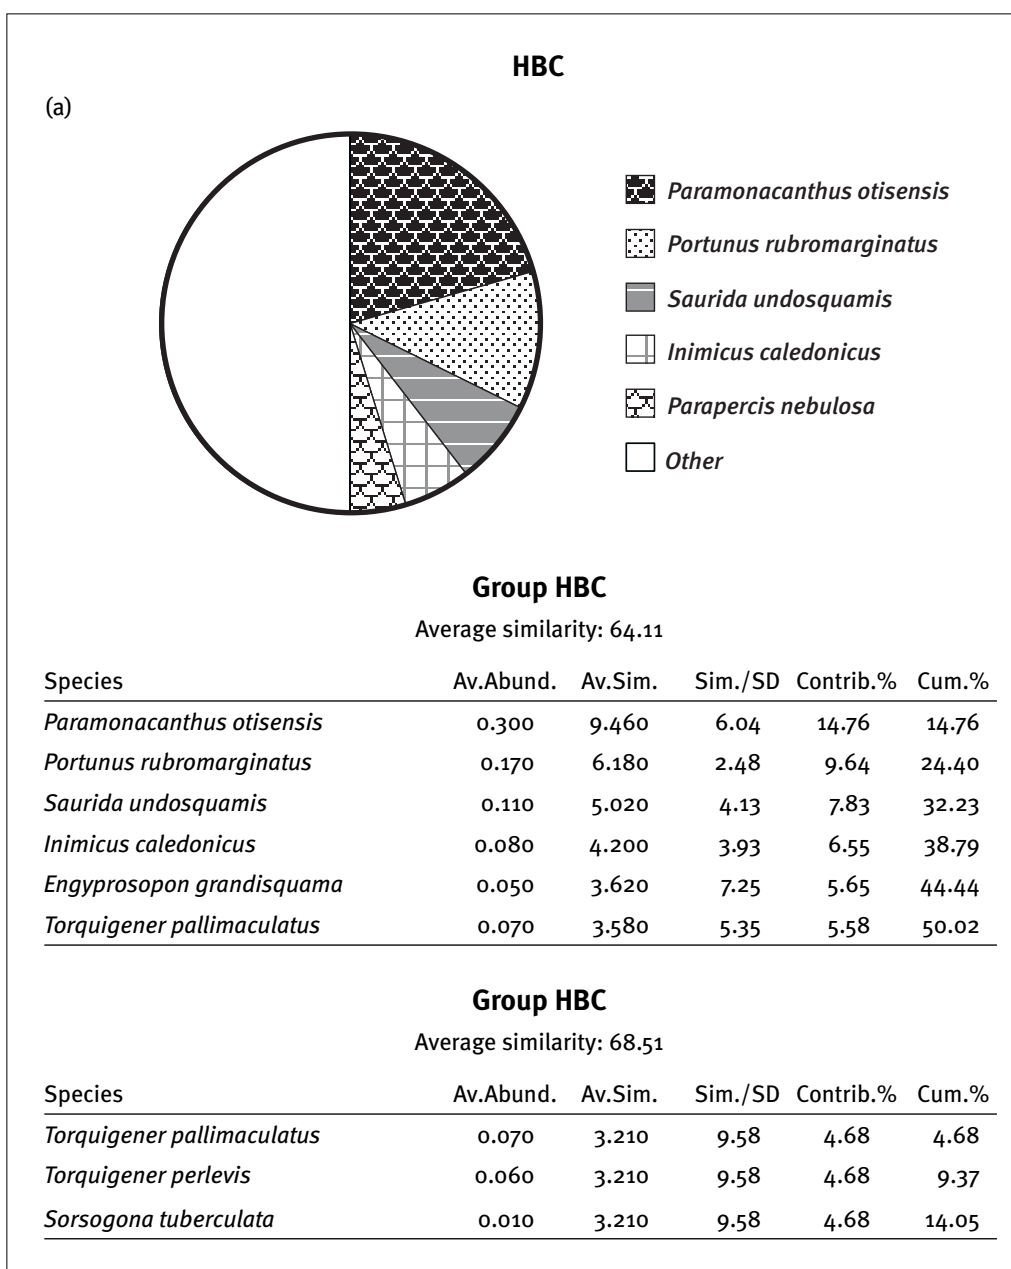 HBC
(a)
Paramonacanthus otisensis
Portunus rubromarginatus
Saurida undosquamis
Inimicus caledonicus
Parapercis nebulosa
Other
Group HBC
Average similarity: 64.11
Species Av.Abund. Av.Sim. Sim./SD Contrib.% Cum.%
Paramonacanthus otisensis 0.300 9.460 6.04 14.76 14.76
Portunus rubromarginatus 0.170 6.180 2.48 9.64 24.40
Saurida undosquamis 0.110 5.020 4.13 7.83 32.23
Inimicus caledonicus 0.080 4.200 3.93 6.55 38.79
Engyprosopon grandisquama 0.050 3.620 7.25 5.65 44.44
Torquigener pallimaculatus 0.070 3.580 5.35 5.58 50.02
Group HBC
Average similarity: 68.51
Species Av.Abund. Av.Sim. Sim./SD Contrib.% Cum.%
Torquigener pallimaculatus 0.070 3.210 9.58 4.68 4.68
Torquigener perlevis 0.060 3.210 9.58 4.68 9.37
Sorsogona tuberculata 0.010 3.210 9.58 4.68 14.05